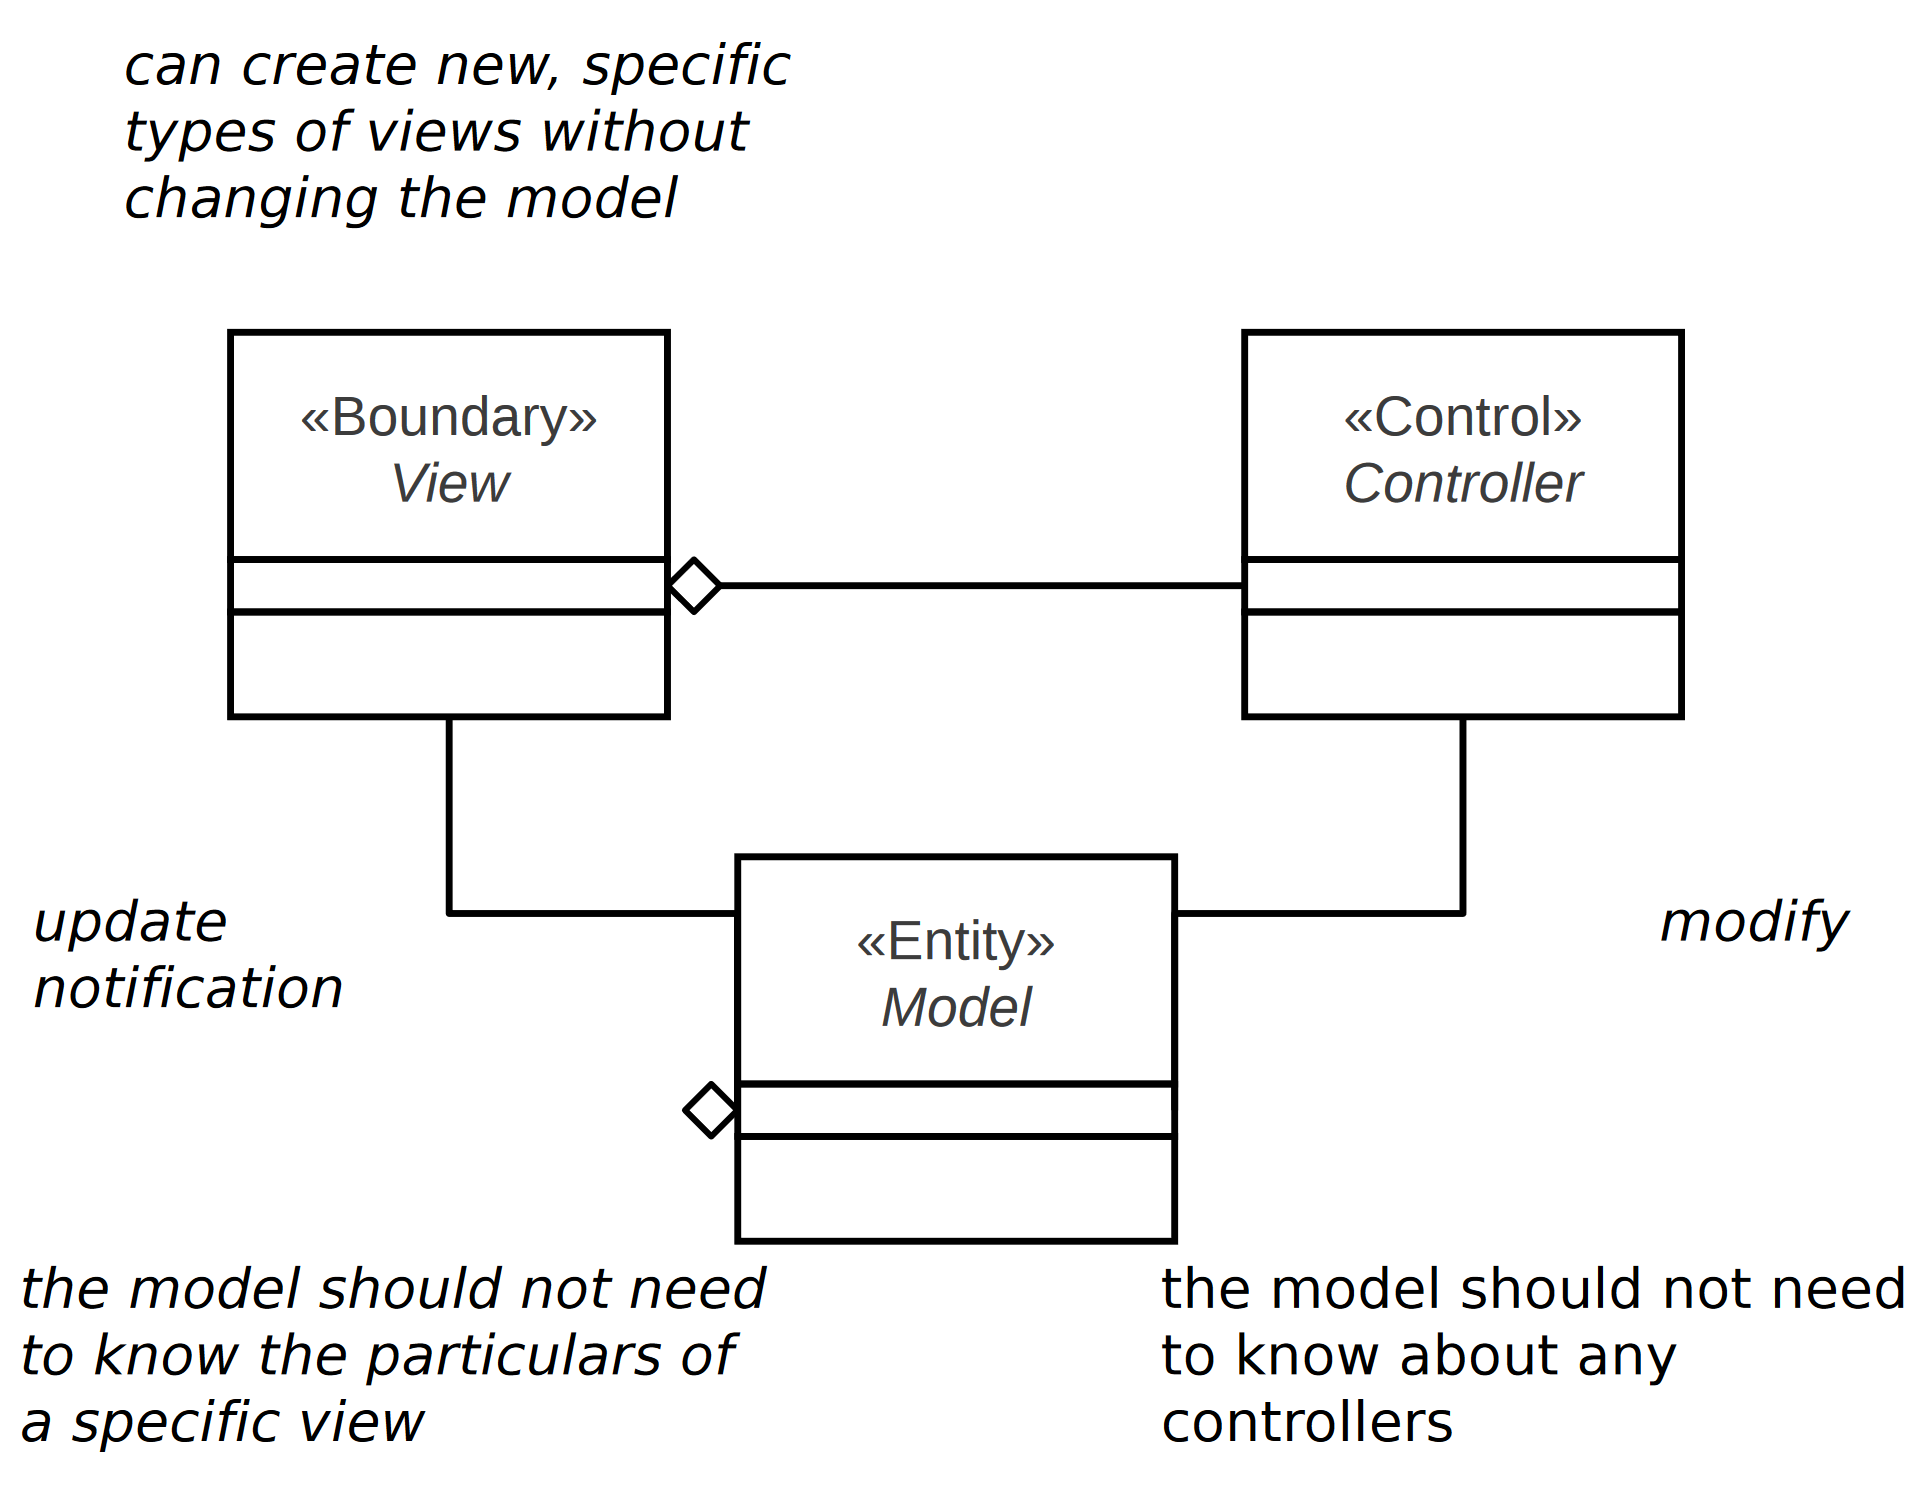 can create new, specific
types of views without
changing the model
«Boundary»
View
«Control»
Controller
update
notification
«Entity»
Model
modify
the model should not need
to know the particulars of
a specific view
the model should not need
to know about any
controllers